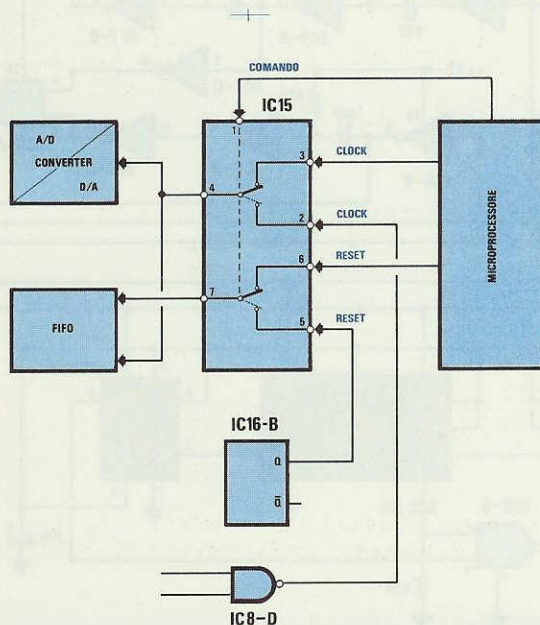 COMANDO
IC15
1
A/D
CONVERTER
D/A
3
CLOCK
4
2
CLOCK
6
RESET
7
5
RESET
FIFO
MICROPROCESSORE
IC16-B
Q
Q̅
IC8-D